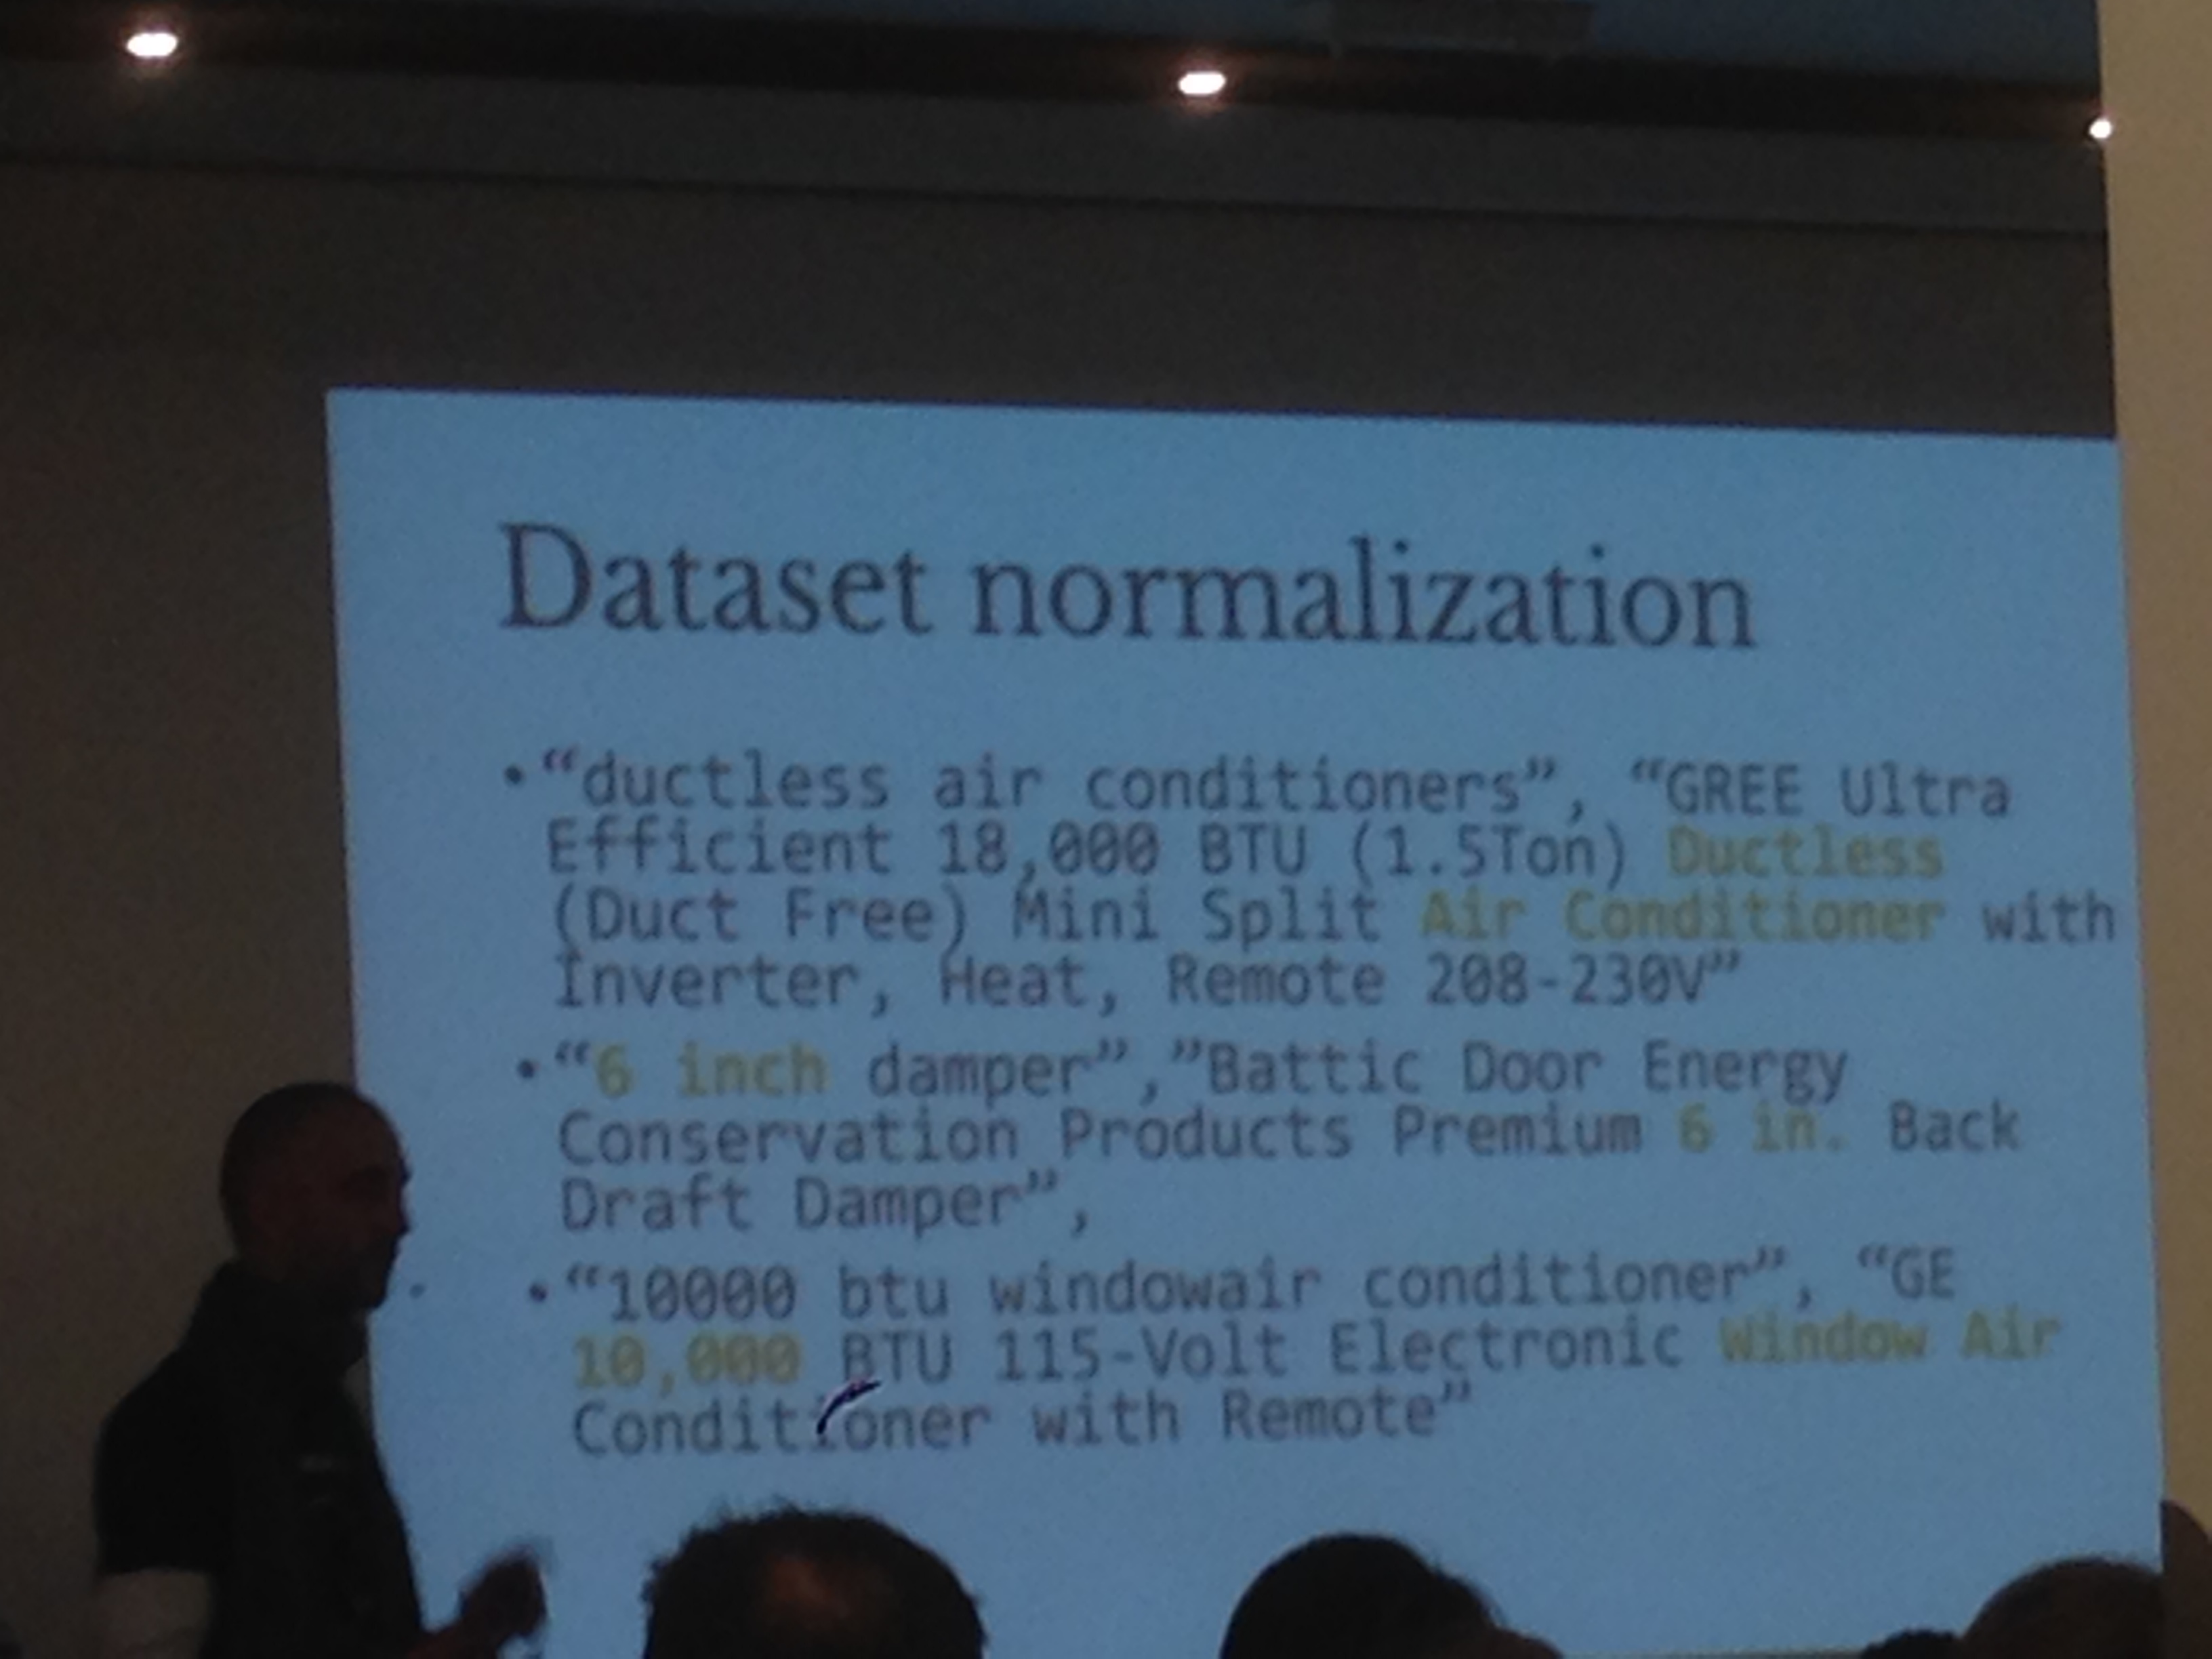 Dataset normalization
•“ductless air conditioners”, “GREE Ultra
Efficient 18,000 BTU (1.5Ton) Ductless
(Duct Free) Mini Split Air Conditioner with
Inverter, Heat, Remote 208-230V”
•“6 inch damper”,”Battic Door Energy
Conservation Products Premium 6 in. Back
Draft Damper”,
•“10000 btu windowair conditioner”, “GE
10,000 BTU 115-Volt Electronic Window Air
Conditioner with Remote”